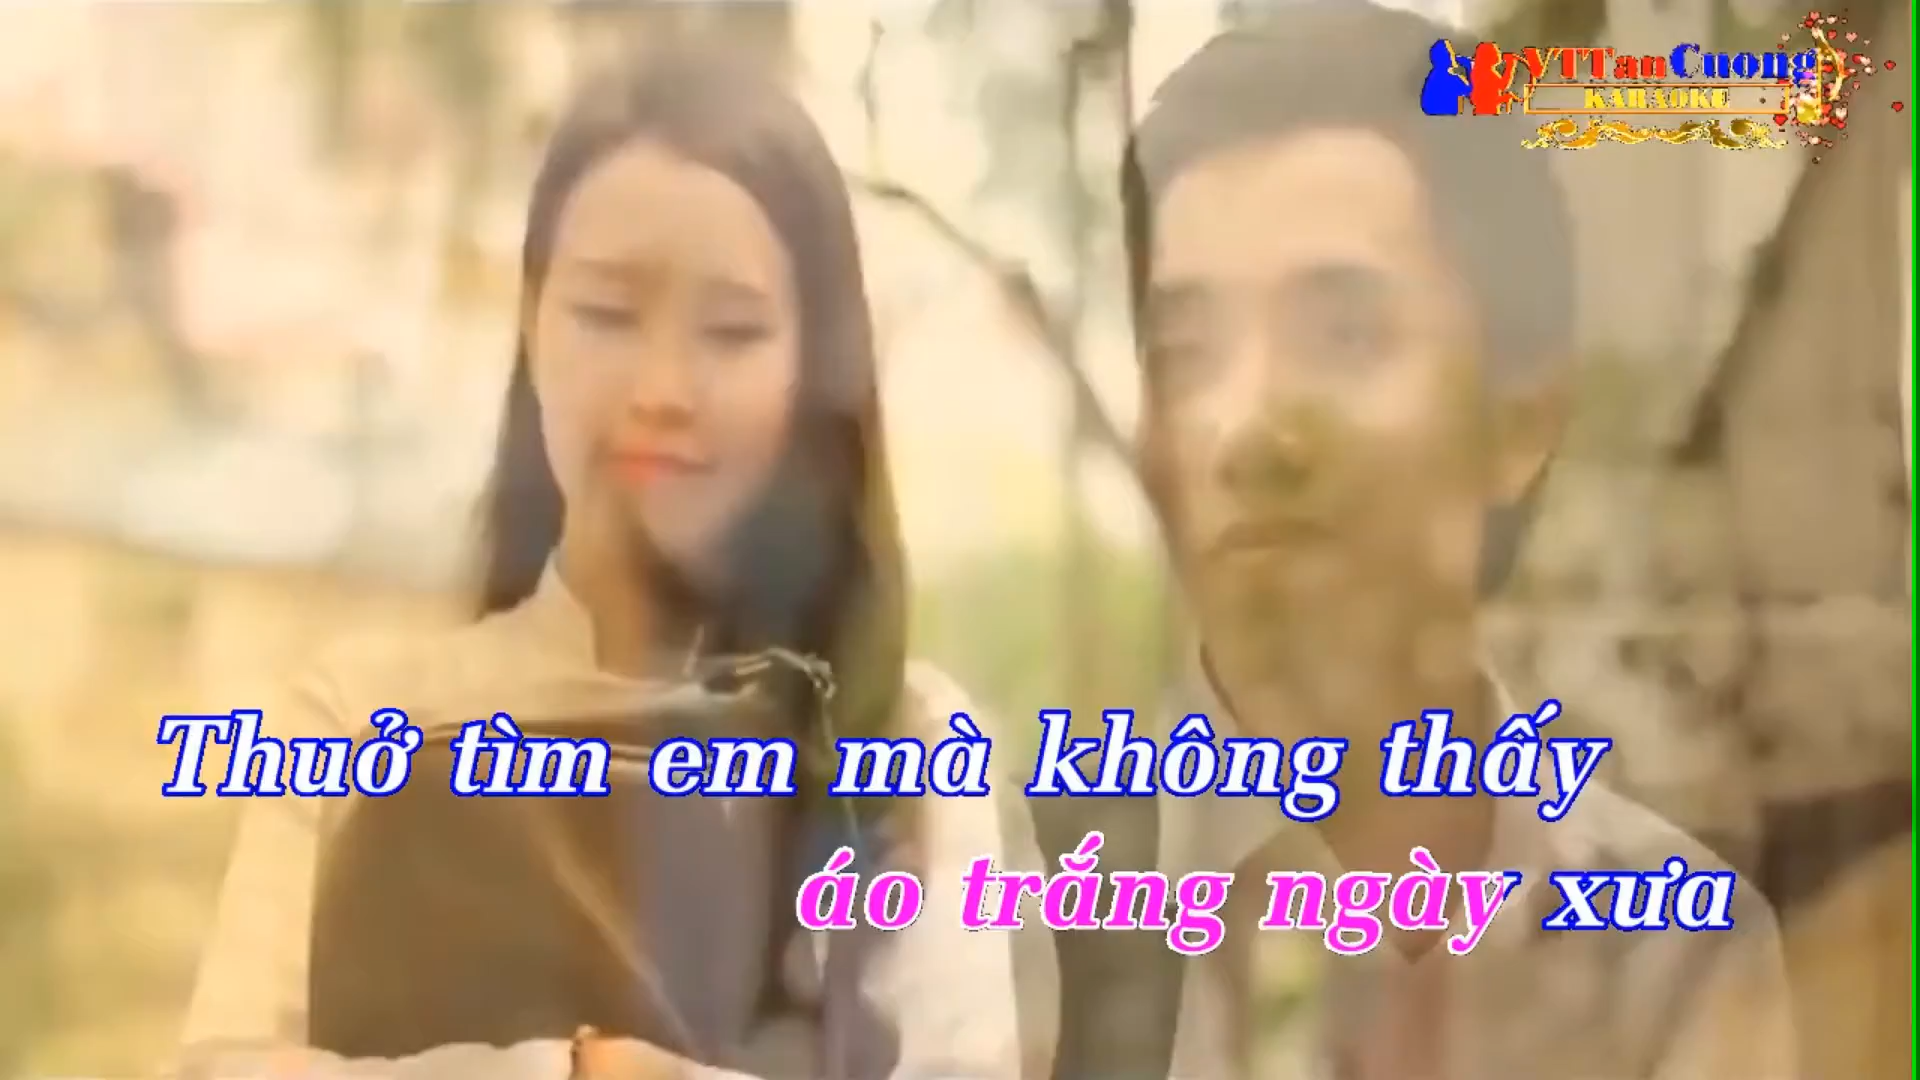 VTTanCuong
KARAOKE
Thuở tìm em mà không thấy
áo trắng ngày xưa